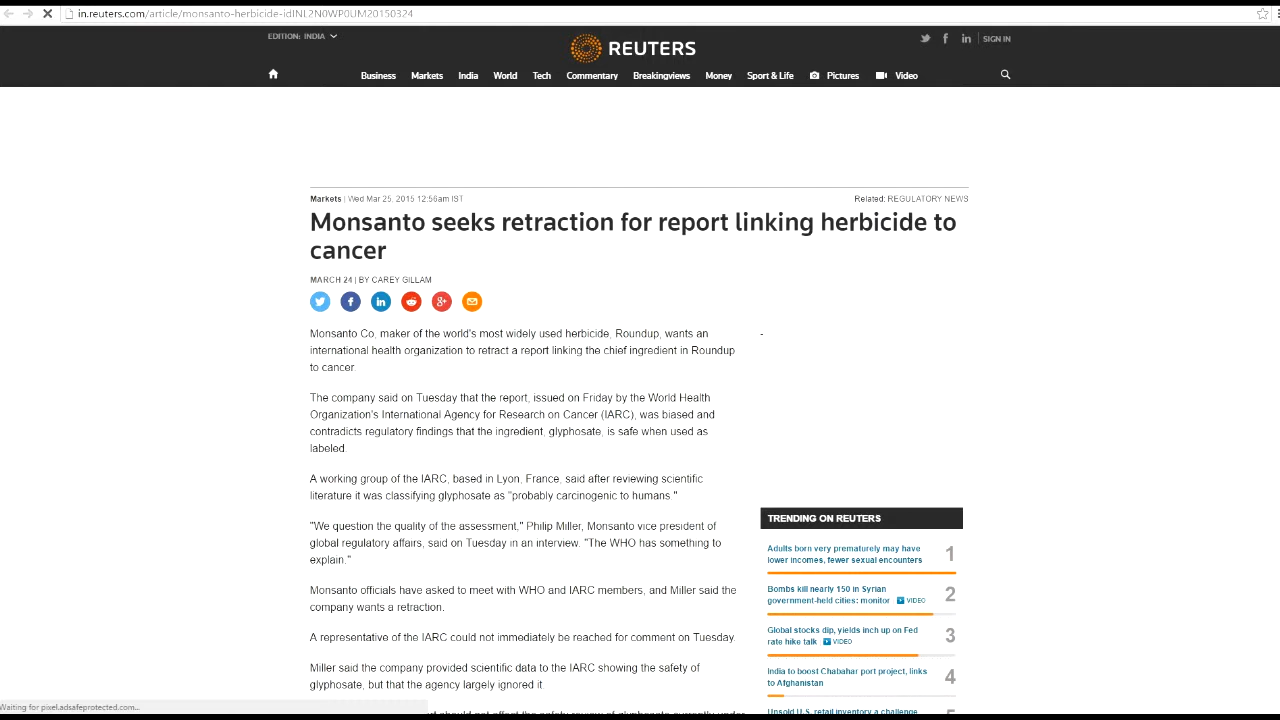 in.reuters.com/article/monsanto-herbicide-idINL2N0WP0UM20150324
EDITION: INDIA
REUTERS
SIGN IN
Business Markets India World Tech Commentary Breakingviews Money Sport & Life Pictures Video
Markets | Wed Mar 25, 2015 12:56am IST
Related: REGULATORY NEWS
Monsanto seeks retraction for report linking herbicide to
cancer
MARCH 24 | BY CAREY GILLAM
Monsanto Co, maker of the world's most widely used herbicide, Roundup, wants an
international health organization to retract a report linking the chief ingredient in Roundup
to cancer.
The company said on Tuesday that the report, issued on Friday by the World Health
Organization's International Agency for Research on Cancer (IARC), was biased and
contradicts regulatory findings that the ingredient, glyphosate, is safe when used as
labeled.
A working group of the IARC, based in Lyon, France, said after reviewing scientific
literature it was classifying glyphosate as "probably carcinogenic to humans."
"We question the quality of the assessment," Philip Miller, Monsanto vice president of
global regulatory affairs, said on Tuesday in an interview. "The WHO has something to
explain."
Monsanto officials have asked to meet with WHO and IARC members, and Miller said the
company wants a retraction.
A representative of the IARC could not immediately be reached for comment on Tuesday.
Miller said the company provided scientific data to the IARC showing the safety of
glyphosate, but that the agency largely ignored it
-
TRENDING ON REUTERS
Adults born very prematurely may have
lower incomes, fewer sexual encounters
1
Bombs kill nearly 150 in Syrian
government-held cities: monitor VIDEO
2
Global stocks dip, yields inch up on Fed
rate hike talk VIDEO
3
India to boost Chabahar port project, links
to Afghanistan
4
Unsold U.S. retail inventory a challenge
Waiting for pixel.adsafeprotected.com...